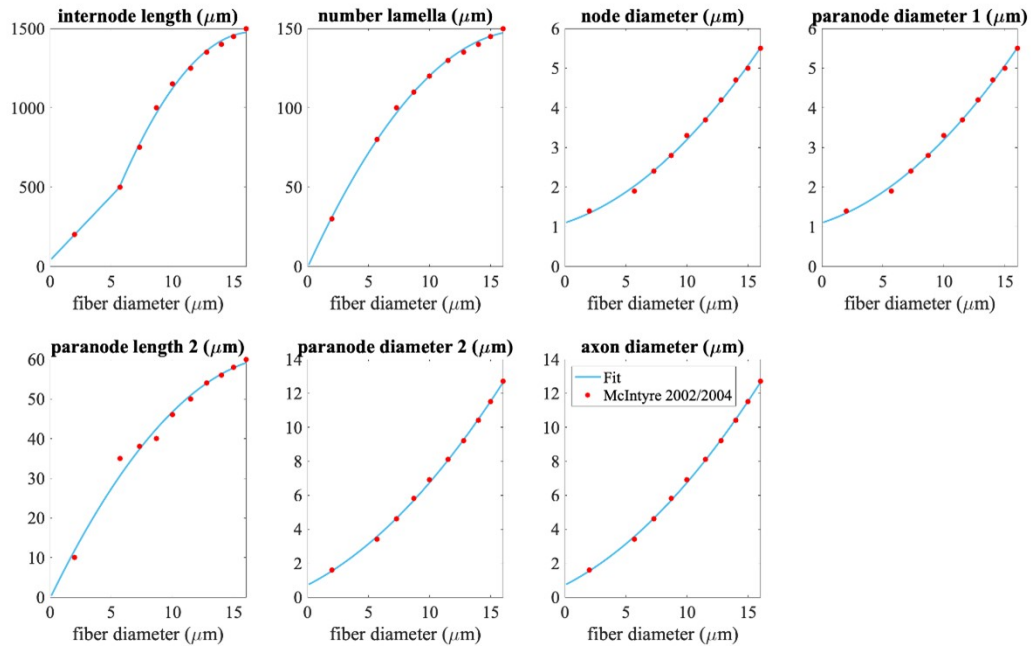 internode length (μm)
1500
1000
500
0
0 5 10 15
fiber diameter (μm)
number lamella
150
100
50
0
0 5 10 15
fiber diameter (μm)
node diameter (μm)
6
5
4
3
2
1
0
0 5 10 15
fiber diameter (μm)
paranode diameter 1 (μm)
6
5
4
3
2
1
0
0 5 10 15
fiber diameter (μm)
paranode length 2 (μm)
60
50
40
30
20
10
0
0 5 10 15
fiber diameter (μm)
paranode diameter 2 (μm)
14
12
10
8
6
4
2
0
0 5 10 15
fiber diameter (μm)
axon diameter (μm)
14
12
10
8
6
4
2
0
Fit
McIntyre 2002/2004
0 5 10 15
fiber diameter (μm)